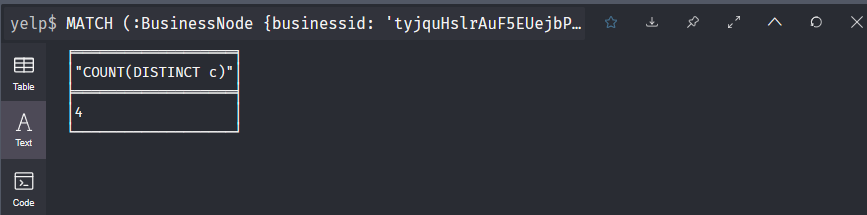 yelp$ MATCH (:BusinessNode {businessid: 'tyjquHslrAuF5EUejbP…
"COUNT(DISTINCT c)"
Table
4
Text
Code